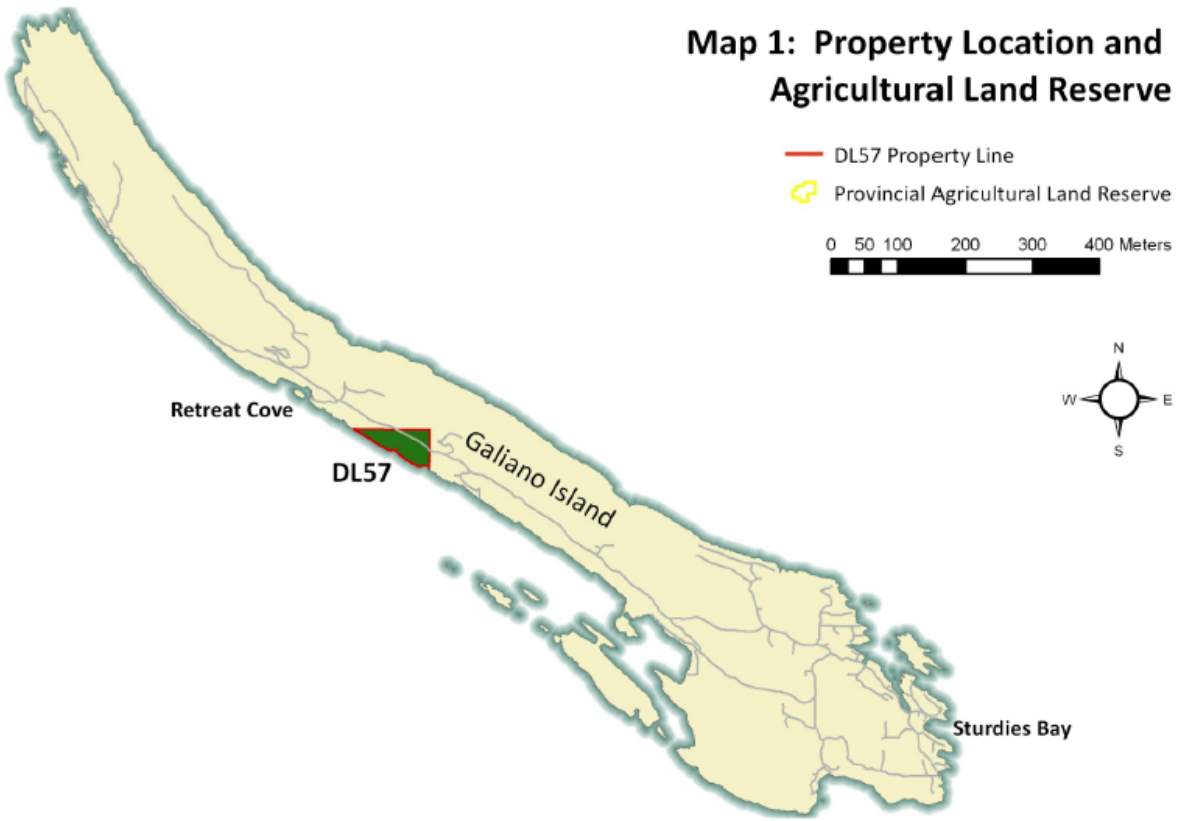 Map 1:  Property Location and
Agricultural Land Reserve
DL57 Property Line
Provincial Agricultural Land Reserve
0 50 100 200 300 400 Meters
N
W E
S
Retreat Cove
DL57
Galiano Island
Sturdies Bay